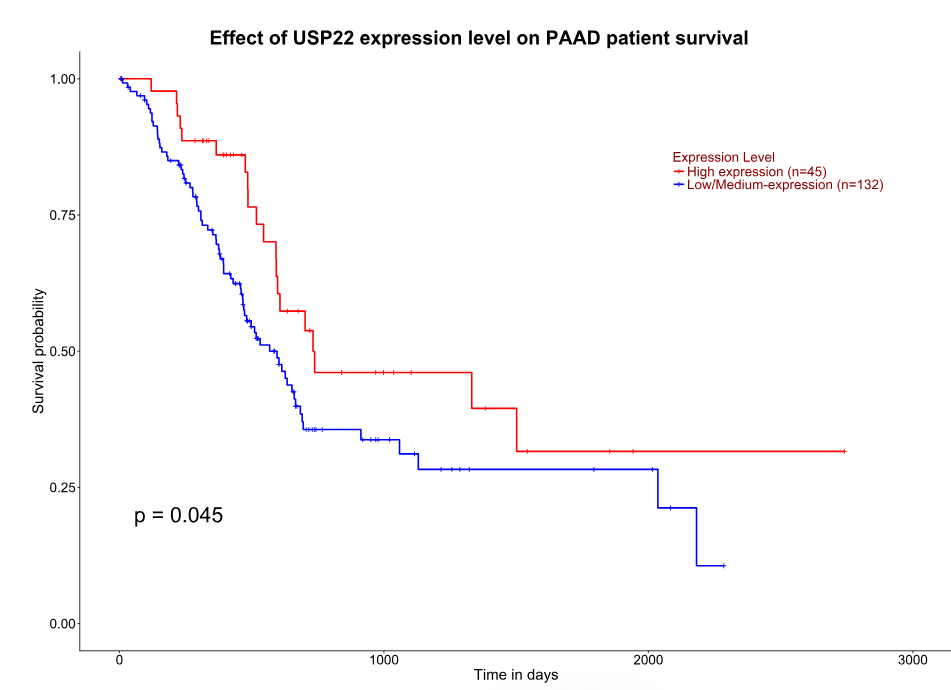 Effect of USP22 expression level on PAAD patient survival
1.00
0.75
0.50
0.25
0.00
Survival probability
Expression Level
High expression (n=45)
Low/Medium-expression (n=132)
p = 0.045
0
1000
2000
3000
Time in days